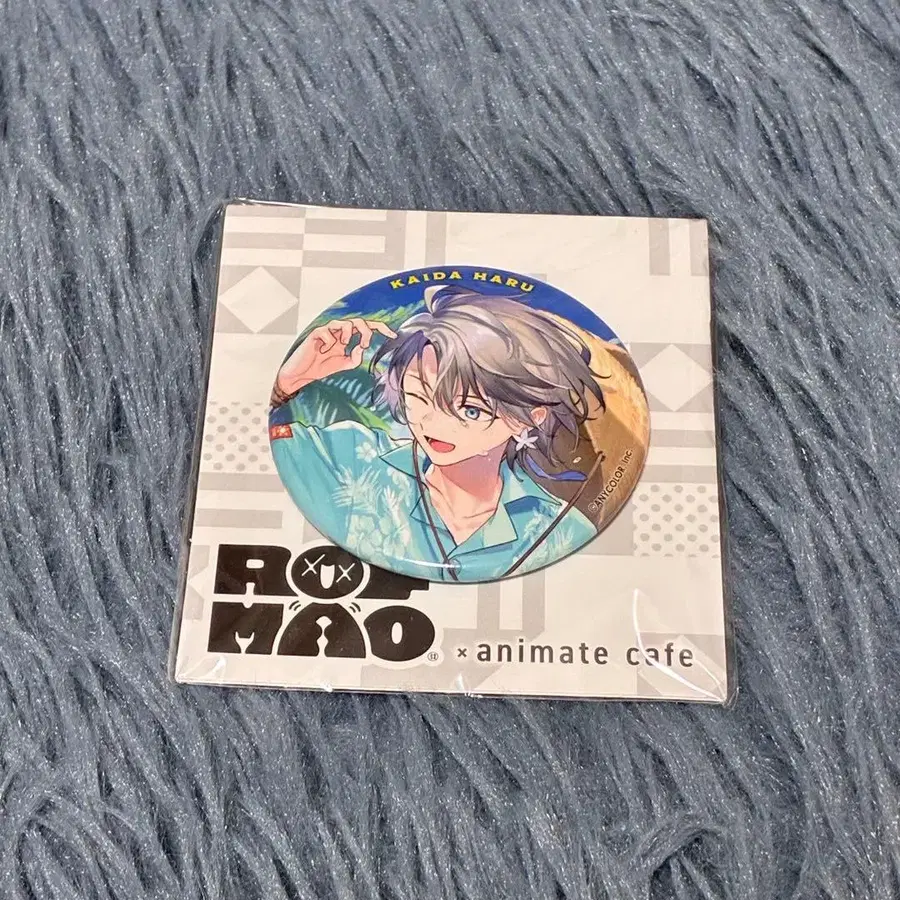 KAIDA HARU
©ANYCOLOR, Inc.
ROF
MAO®
× animate cafe